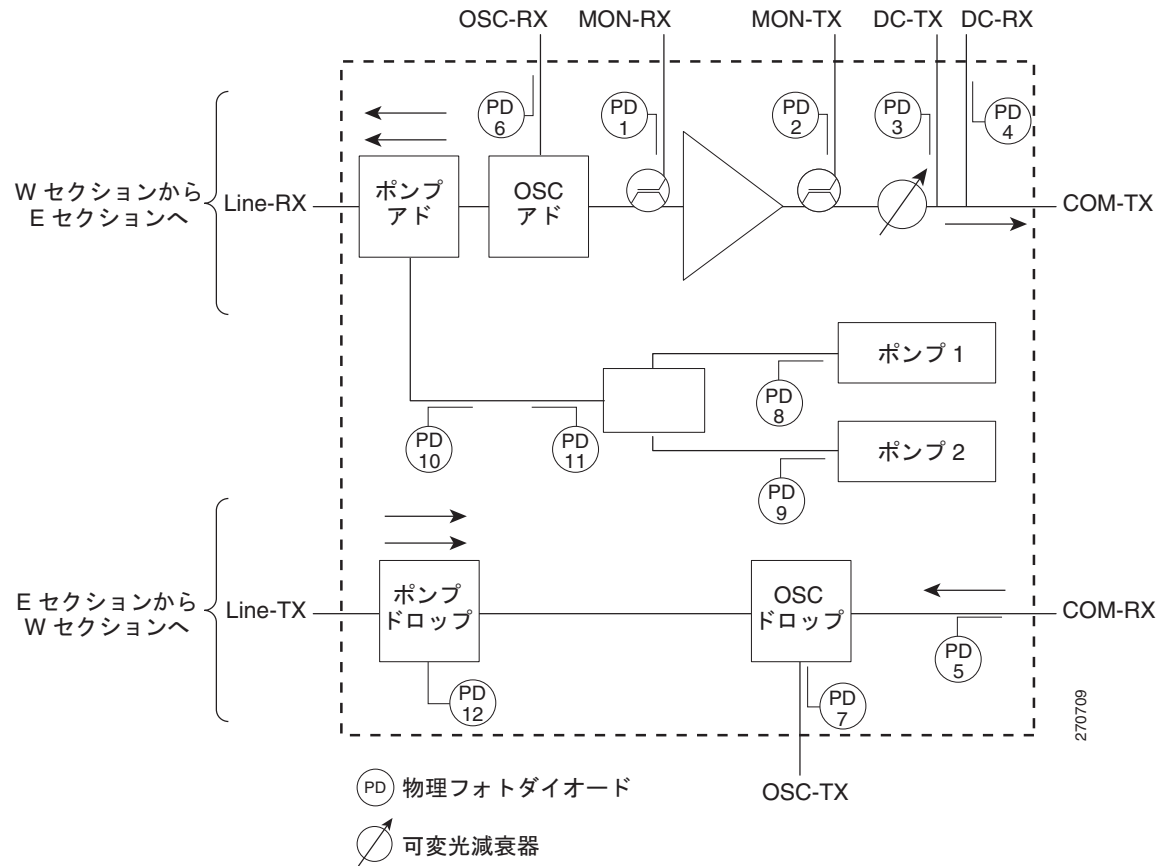 OSC-RX
MON-RX
MON-TX
DC-TX
DC-RX
PD
6
PD
1
PD
2
PD
3
PD
4
W セクションから
E セクションへ
Line-RX
ポンプ
アド
OSC
アド
COM-TX
ポンプ 1
PD
8
PD
10
PD
11
ポンプ 2
PD
9
E セクションから
W セクションへ
Line-TX
ポンプ
ドロップ
OSC
ドロップ
COM-RX
PD
5
PD
12
PD
7
270709
OSC-TX
PD 物理フォトダイオード
可変光減衰器